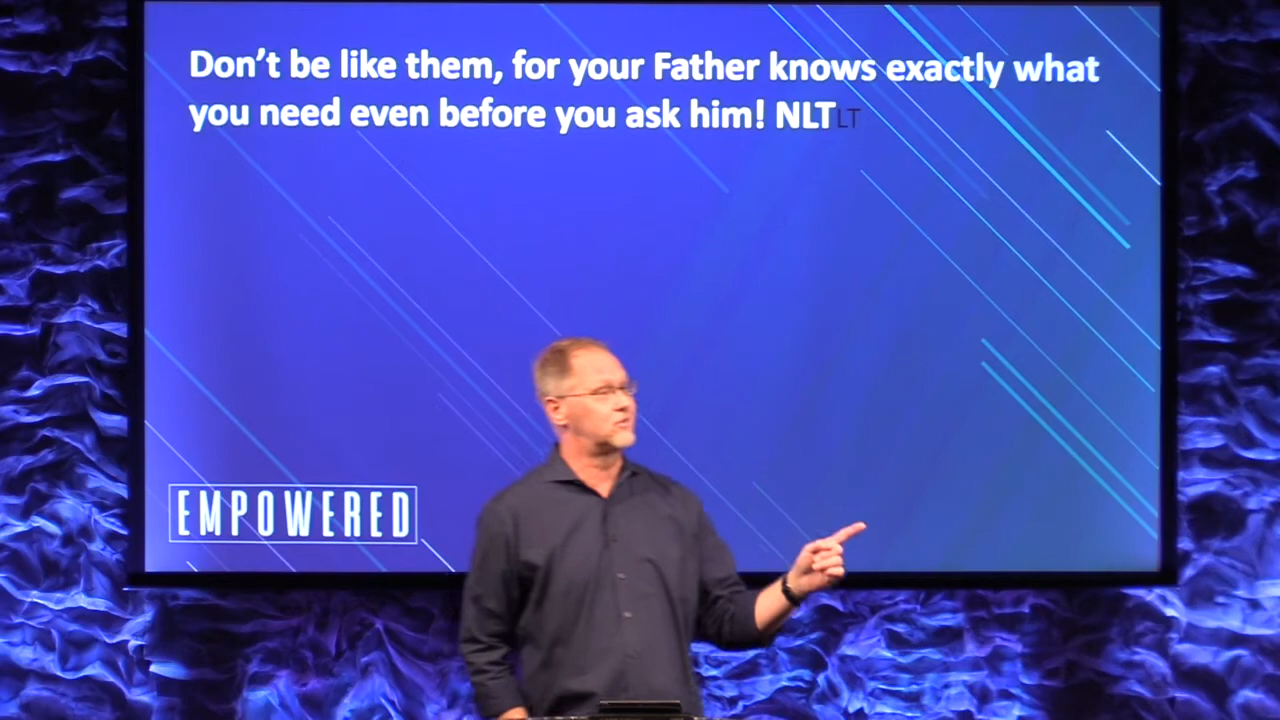 Don't be like them, for your Father knows exactly what
you need even before you ask him! NLTLT
EMPOWERED